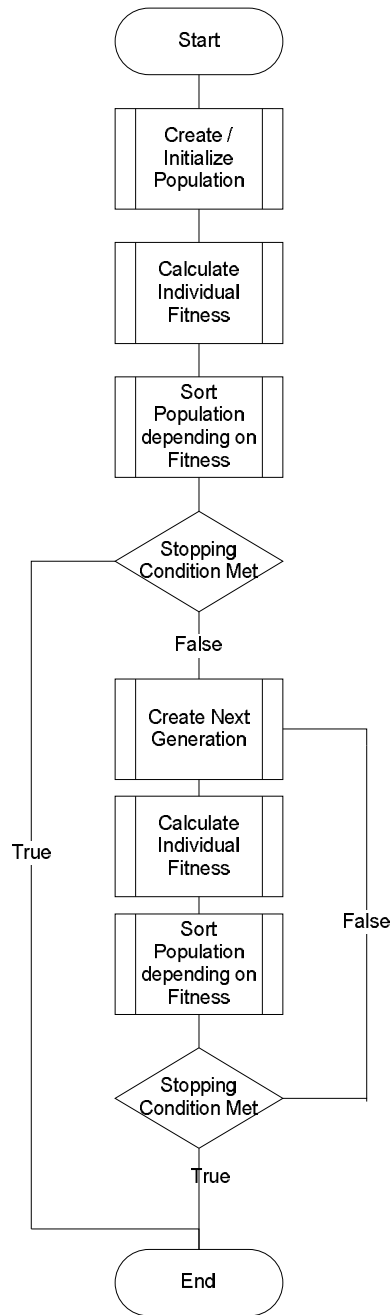 Start
Create /
Initialize
Population
Calculate
Individual
Fitness
Sort
Population
depending on
Fitness
Stopping
Condition Met
False
Create Next
Generation
True
Calculate
Individual
Fitness
False
Sort
Population
depending on
Fitness
Stopping
Condition Met
True
End